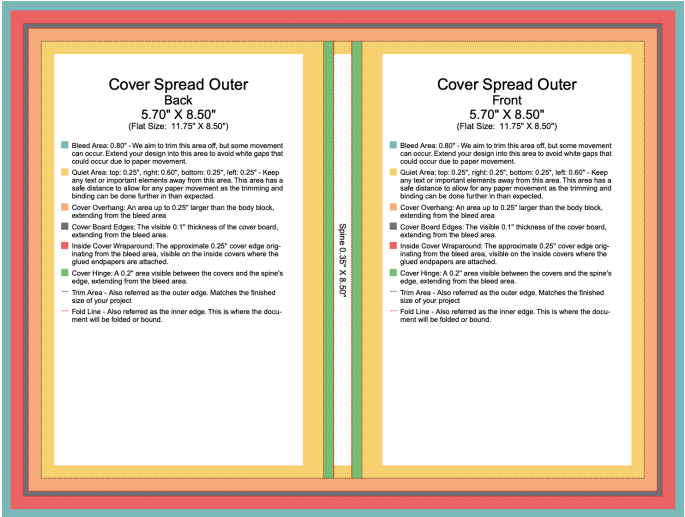 Cover Spread Outer
Back
5.70" X 8.50"
(Flat Size: 11.75" X 8.50")
Bleed Area: 0.80" - We aim to trim this area off, but some movement
can occur. Extend your design into this area to avoid white gaps that
could occur due to paper movement.
Quiet Area: top: 0.25", right: 0.60", bottom: 0.25", left: 0.25" - Keep
any text or important elements away from this area. This area has a
safe distance to allow for any paper movement as the trimming and
binding can be done further in than expected.
Cover Overhang: An area up to 0.25" larger than the body block,
extending from the bleed area
Cover Board Edges: The visible 0.1" thickness of the cover board,
extending from the bleed area.
Inside Cover Wraparound: The approximate 0.25" cover edge orig-
inating from the bleed area, visible on the inside covers where the
glued endpapers are attached.
Cover Hinge: A 0.2" area visible between the covers and the spine's
edge, extending from the bleed area.
Trim Area - Also referred as the outer edge. Matches the finished
size of your project
Fold Line - Also referred as the inner edge. This is where the docu-
ment will be folded or bound.
Spine 0.35" X 8.50"
Cover Spread Outer
Front
5.70" X 8.50"
(Flat Size: 11.75" X 8.50")
Bleed Area: 0.80" - We aim to trim this area off, but some movement
can occur. Extend your design into this area to avoid white gaps that
could occur due to paper movement.
Quiet Area: top: 0.25", right: 0.25", bottom: 0.25", left: 0.60" - Keep
any text or important elements away from this area. This area has a
safe distance to allow for any paper movement as the trimming and
binding can be done further in than expected.
Cover Overhang: An area up to 0.25" larger than the body block,
extending from the bleed area
Cover Board Edges: The visible 0.1" thickness of the cover board,
extending from the bleed area.
Inside Cover Wraparound: The approximate 0.25" cover edge orig-
inating from the bleed area, visible on the inside covers where the
glued endpapers are attached.
Cover Hinge: A 0.2" area visible between the covers and the spine's
edge, extending from the bleed area.
Trim Area - Also referred as the outer edge. Matches the finished
size of your project
Fold Line - Also referred as the inner edge. This is where the docu-
ment will be folded or bound.